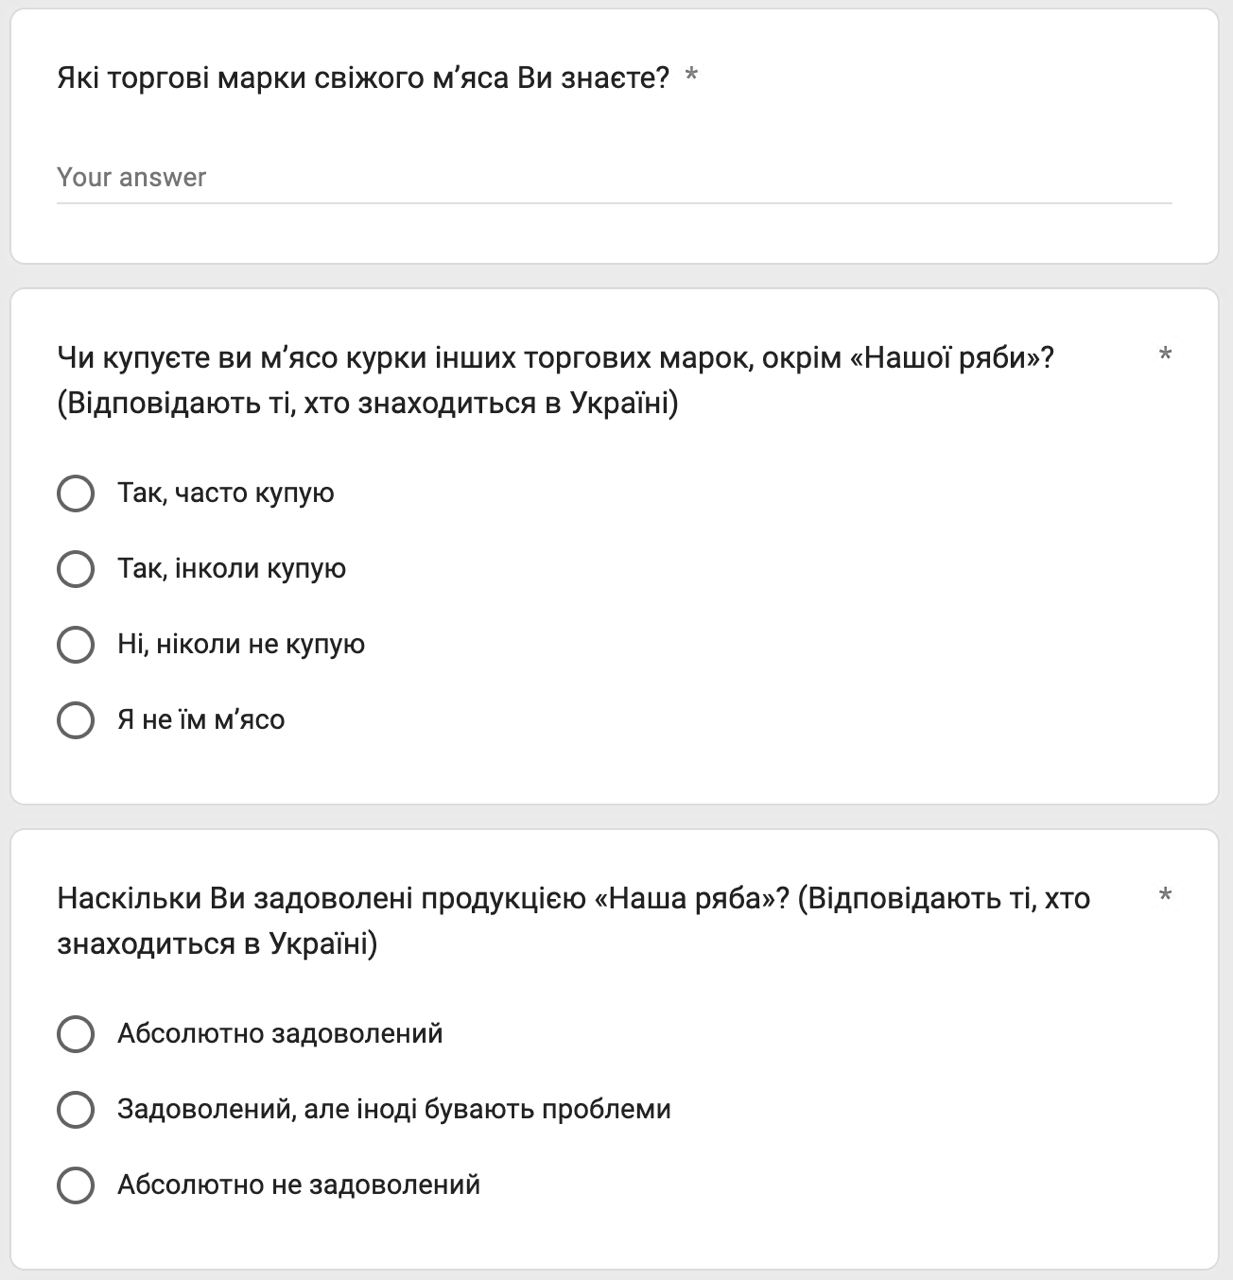 Які торгові марки свіжого м’яса Ви знаєте? *
Your answer
Чи купуєте ви м’ясо курки інших торгових марок, окрім «Нашої ряби»? *
(Відповідають ті, хто знаходиться в Україні)
Так, часто купую
Так, інколи купую
Ні, ніколи не купую
Я не їм м’ясо
Наскільки Ви задоволені продукцією «Наша ряба»? (Відповідають ті, хто *
знаходиться в Україні)
Абсолютно задоволений
Задоволений, але іноді бувають проблеми
Абсолютно не задоволений